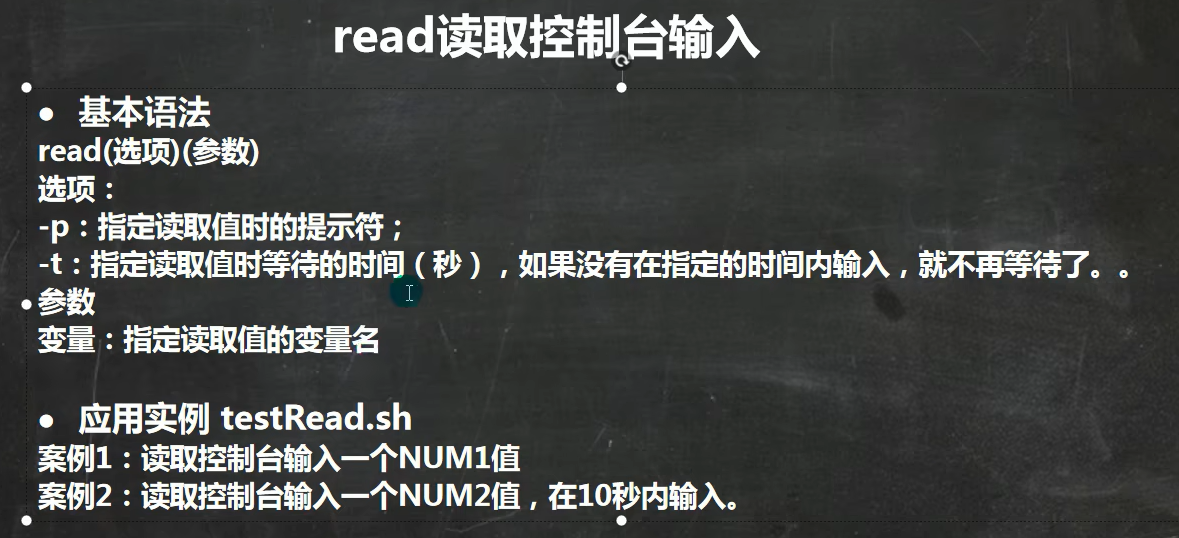 read读取控制台输入
● 基本语法
read(选项)(参数)
选项：
-p：指定读取值时的提示符；
-t：指定读取值时等待的时间（秒），如果没有在指定的时间内输入，就不再等待了。。
参数
变量：指定读取值的变量名
● 应用实例 testRead.sh
案例1：读取控制台输入一个NUM1值
案例2：读取控制台输入一个NUM2值，在10秒内输入。